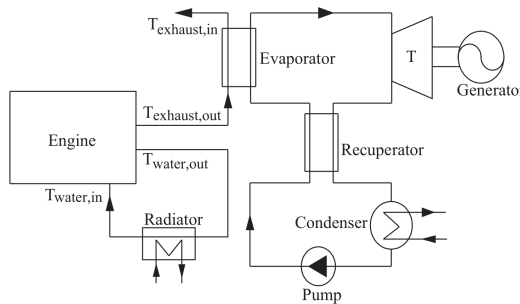 T_exhaust,in
Evaporator
T
Generator
T_exhaust,out
Engine
Recuperator
T_water,out
T_water,in
Radiator
Condenser
Pump